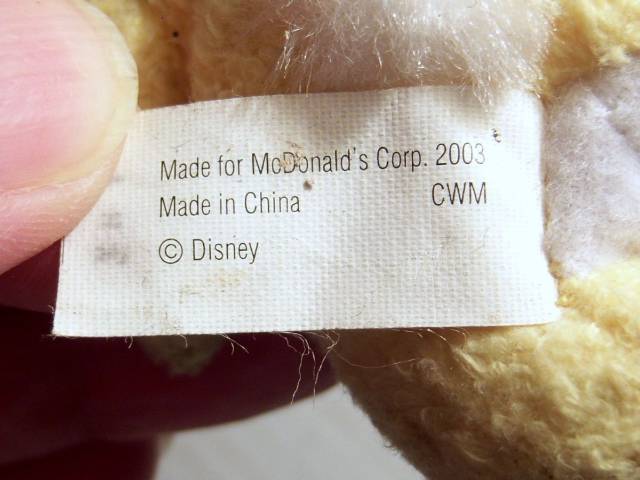 Made for McDonald's Corp. 2003
Made in China CWM
© Disney